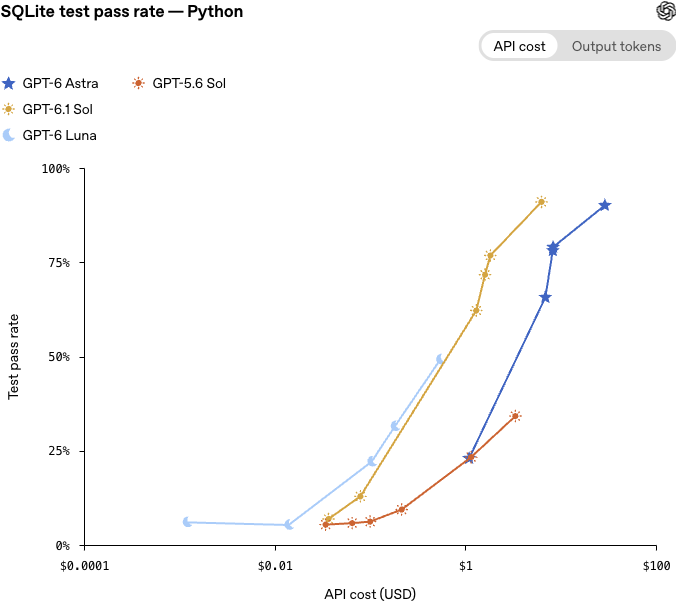 SQLite test pass rate — Python
API cost
Output tokens
GPT-6 Astra
GPT-5.6 Sol
GPT-6.1 Sol
GPT-6 Luna
100%
75%
50%
25%
0%
Test pass rate
$0.0001
$0.01
$1
$100
API cost (USD)